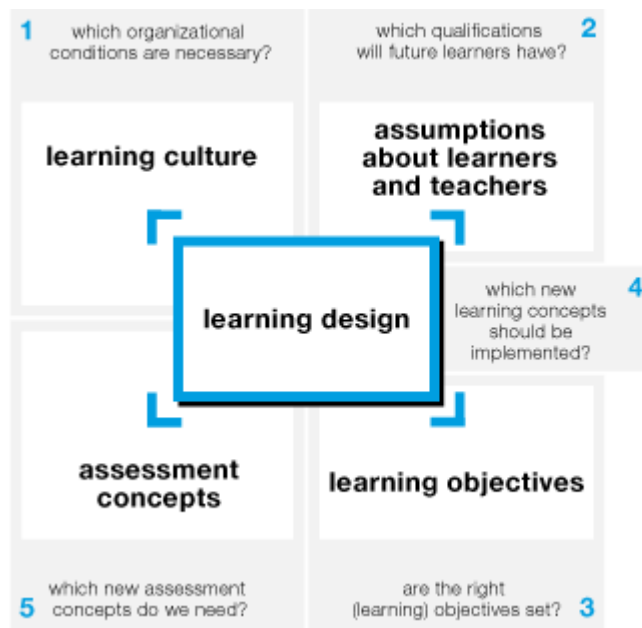 1
which organizational
conditions are necessary?
learning culture
which qualifications
will future learners have?
2
assumptions
about learners
and teachers
learning design
which new
learning concepts
should be
implemented?
4
assessment
concepts
learning objectives
5
which new assessment
concepts do we need?
are the right
(learning) objectives set?
3